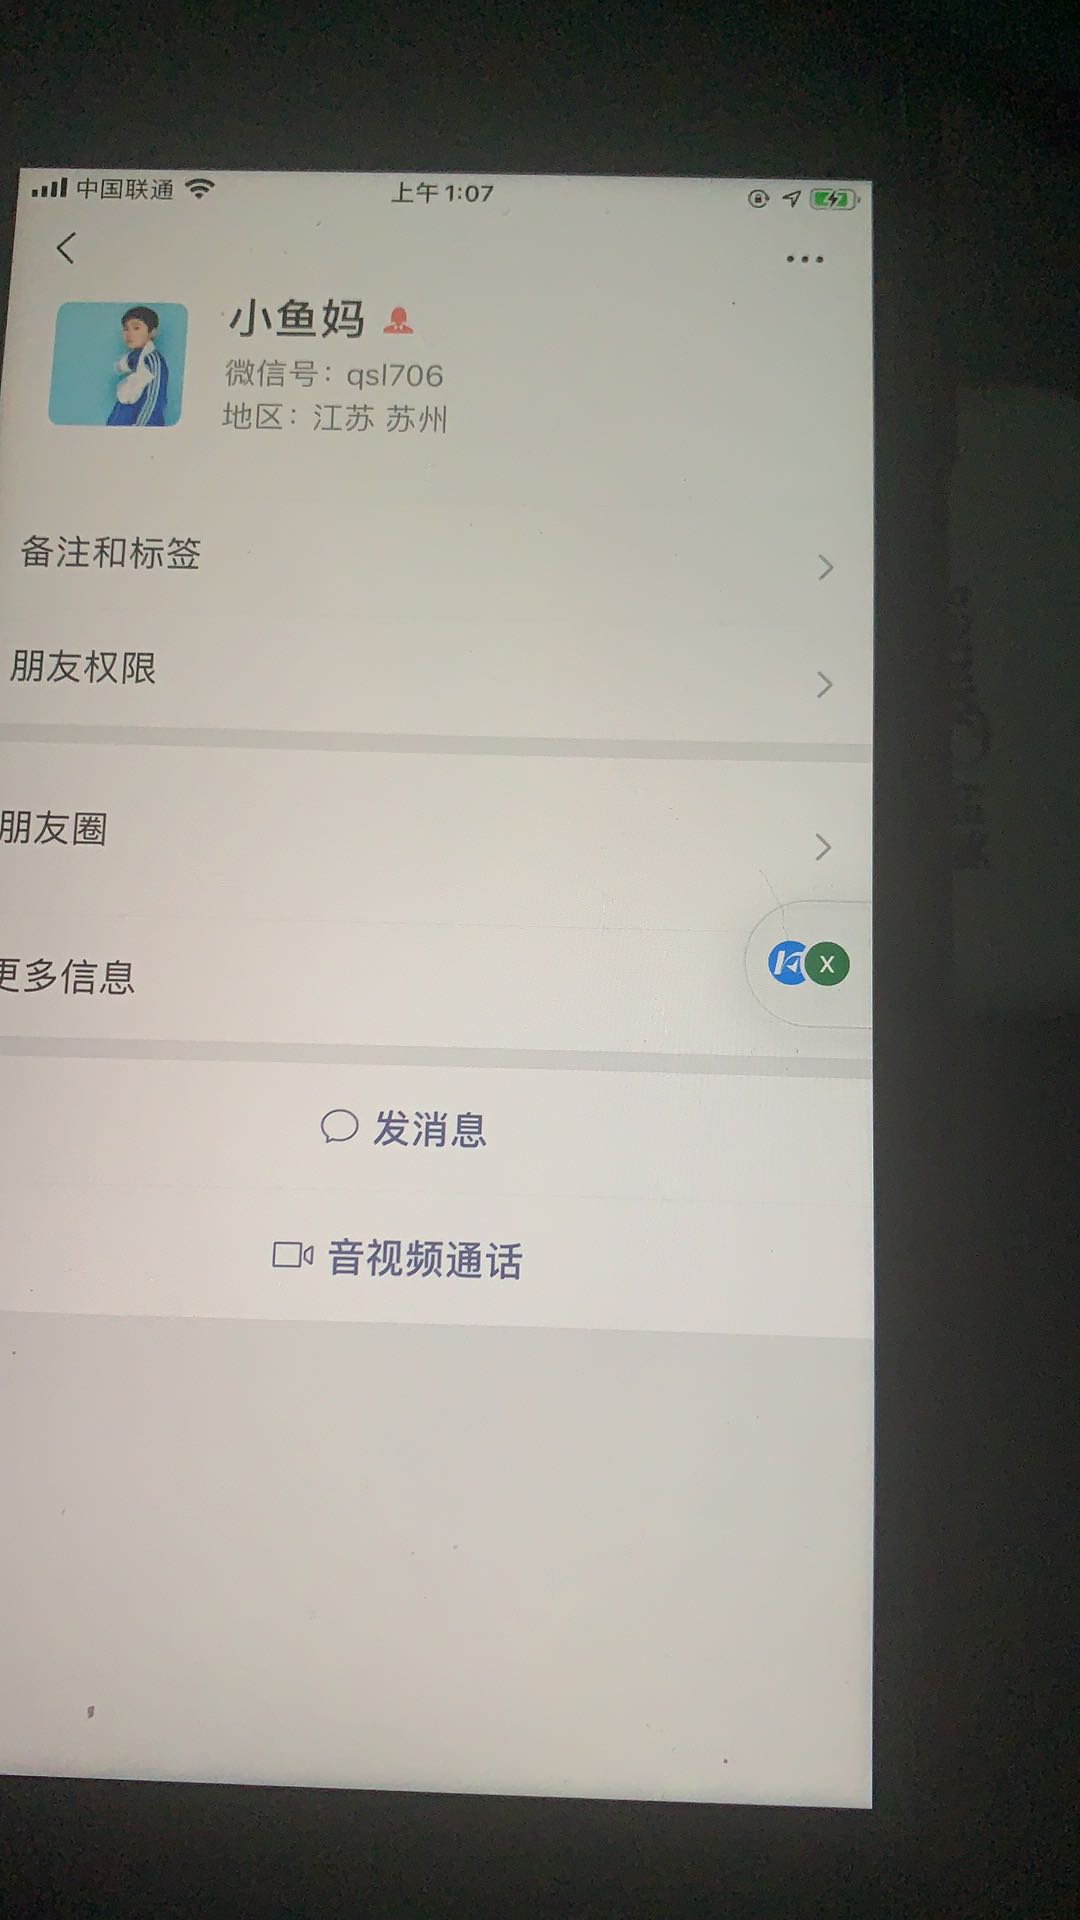 中国联通
上午1:07
小鱼妈
微信号：qsl706
地区：江苏 苏州
备注和标签
朋友权限
朋友圈
更多信息
X
发消息
音视频通话